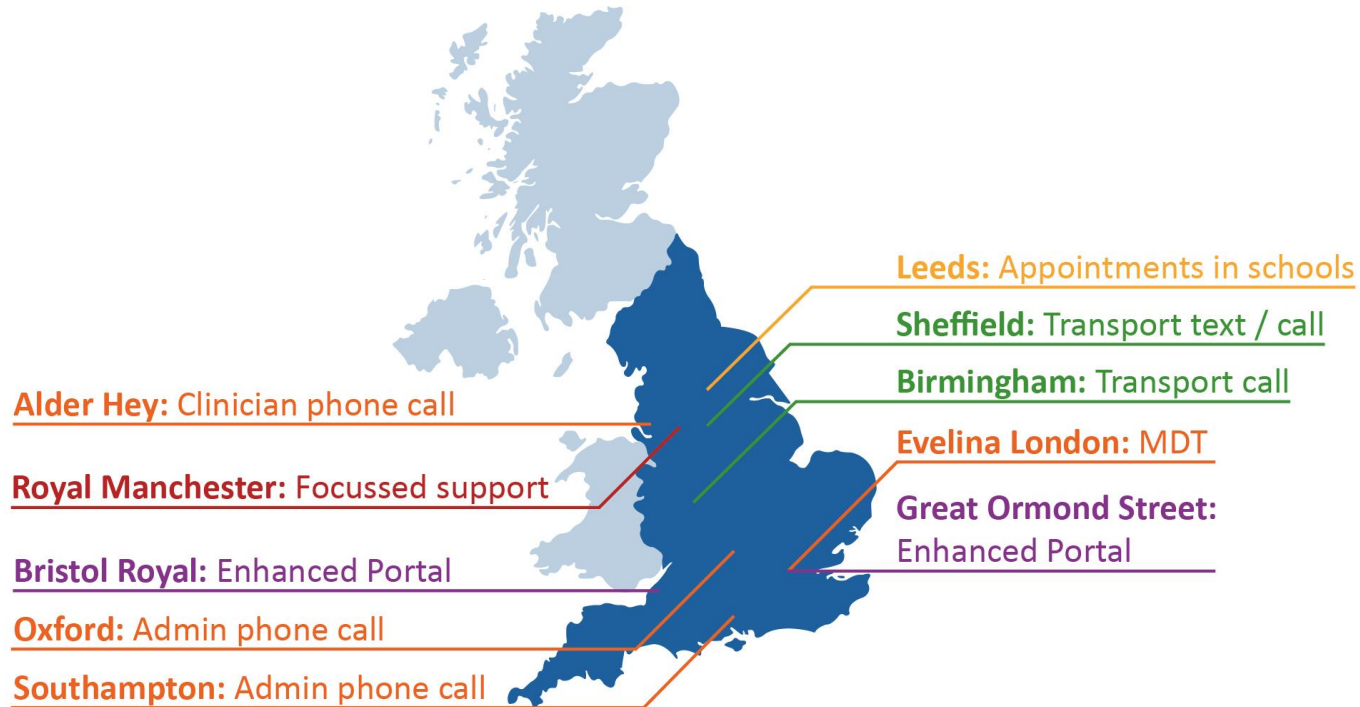 Leeds: Appointments in schools
Sheffield: Transport text / call
Birmingham: Transport call
Evelina London: MDT
Great Ormond Street:
Enhanced Portal
Alder Hey: Clinician phone call
Royal Manchester: Focussed support
Bristol Royal: Enhanced Portal
Oxford: Admin phone call
Southampton: Admin phone call